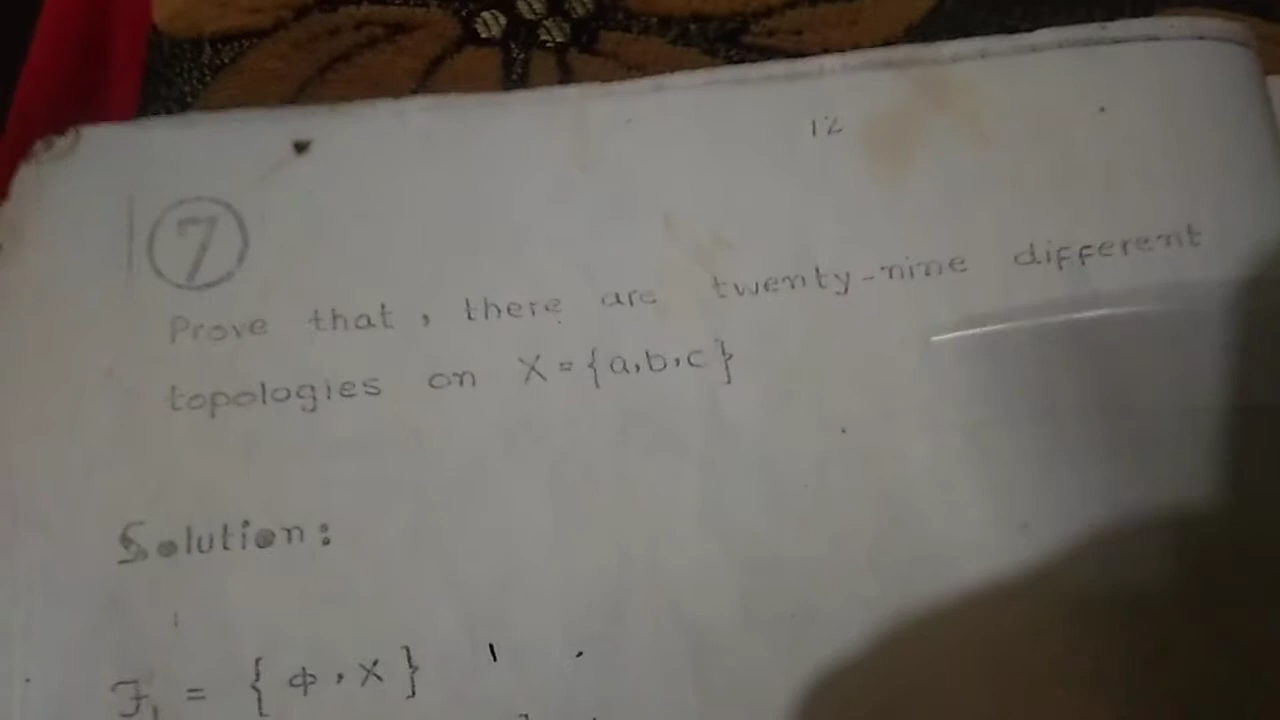 12
7
Prove that, there are twenty-nine different
topologies on X = {a,b,c}
Solution:
J₁ = {ф, X}